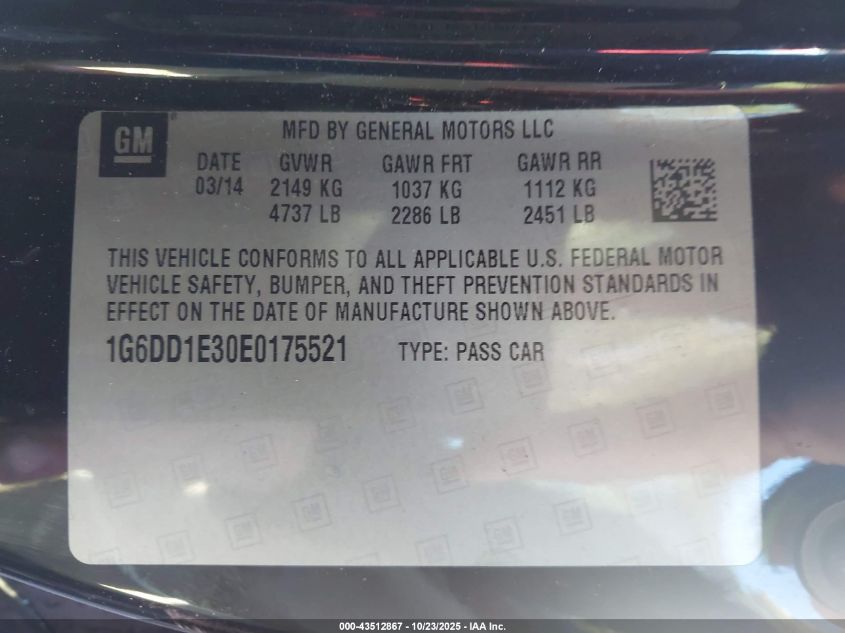 GM ®
MFD BY GENERAL MOTORS LLC
DATE GVWR GAWR FRT GAWR RR
03/14 2149 KG 1037 KG 1112 KG
4737 LB 2286 LB 2451 LB
THIS VEHICLE CONFORMS TO ALL APPLICABLE U.S. FEDERAL MOTOR
VEHICLE SAFETY, BUMPER, AND THEFT PREVENTION STANDARDS IN
EFFECT ON THE DATE OF MANUFACTURE SHOWN ABOVE.
1G6DD1E30E0175521 TYPE: PASS CAR
000-43512867 - 10/23/2025 - IAA Inc.